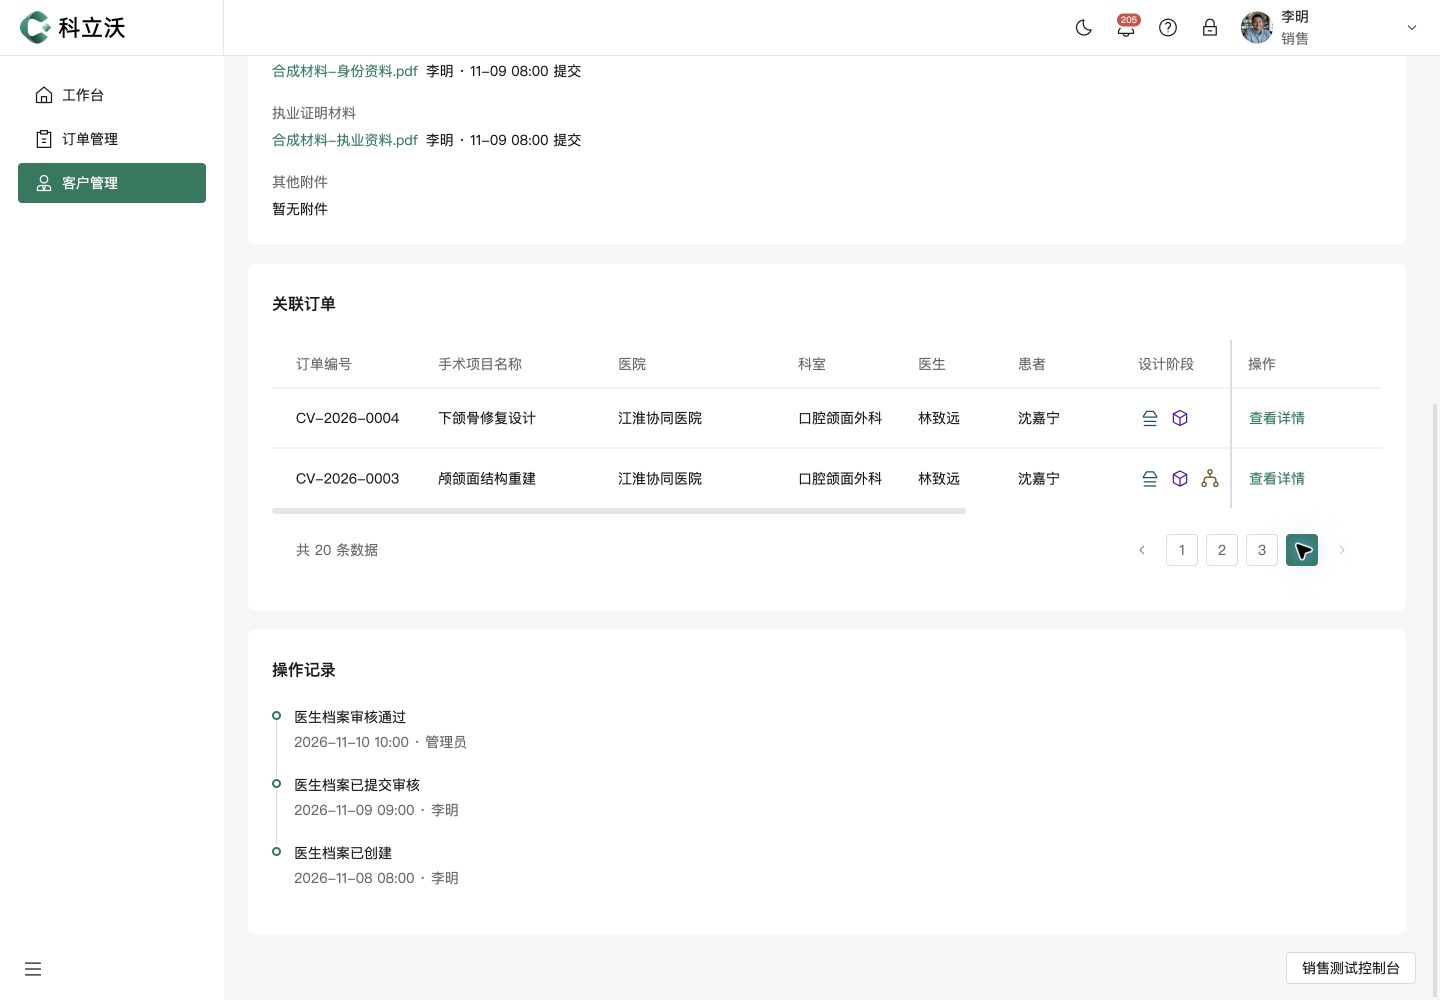 科立沃
205
李明
销售
工作台
订单管理
客户管理
合成材料-身份资料.pdf 李明 · 11-09 08:00 提交
执业证明材料
合成材料-执业资料.pdf 李明 · 11-09 08:00 提交
其他附件
暂无附件
关联订单
订单编号 手术项目名称 医院 科室 医生 患者 设计阶段 操作
CV-2026-0004 下颌骨修复设计 江淮协同医院 口腔颌面外科 林致远 沈嘉宁 查看详情
CV-2026-0003 颅颌面结构重建 江淮协同医院 口腔颌面外科 林致远 沈嘉宁 查看详情
共 20 条数据 1 2 3
操作记录
医生档案审核通过
2026-11-10 10:00 · 管理员
医生档案已提交审核
2026-11-09 09:00 · 李明
医生档案已创建
2026-11-08 08:00 · 李明
销售测试控制台